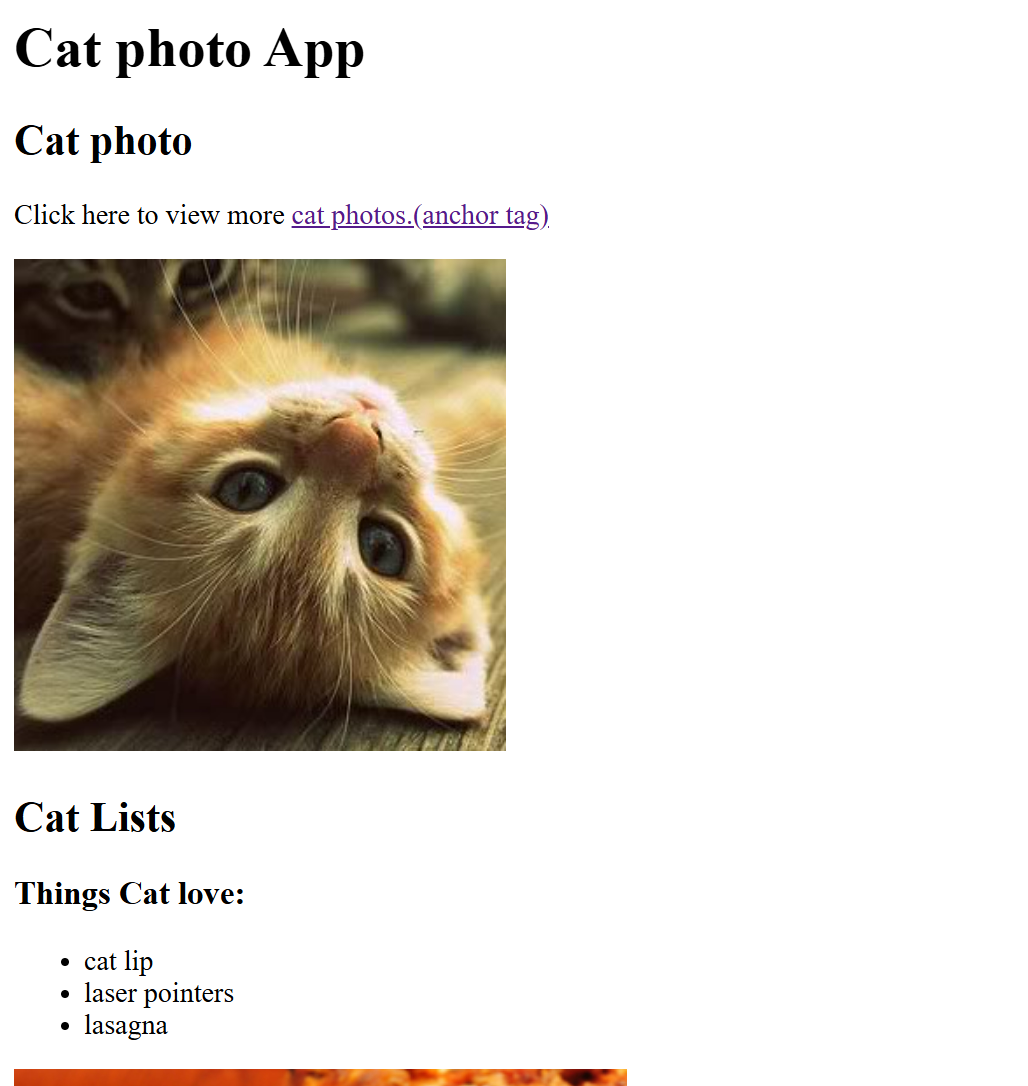 Cat photo App
Cat photo
Click here to view more cat photos.(anchor tag)
Cat Lists
Things Cat love:
cat lip
laser pointers
lasagna